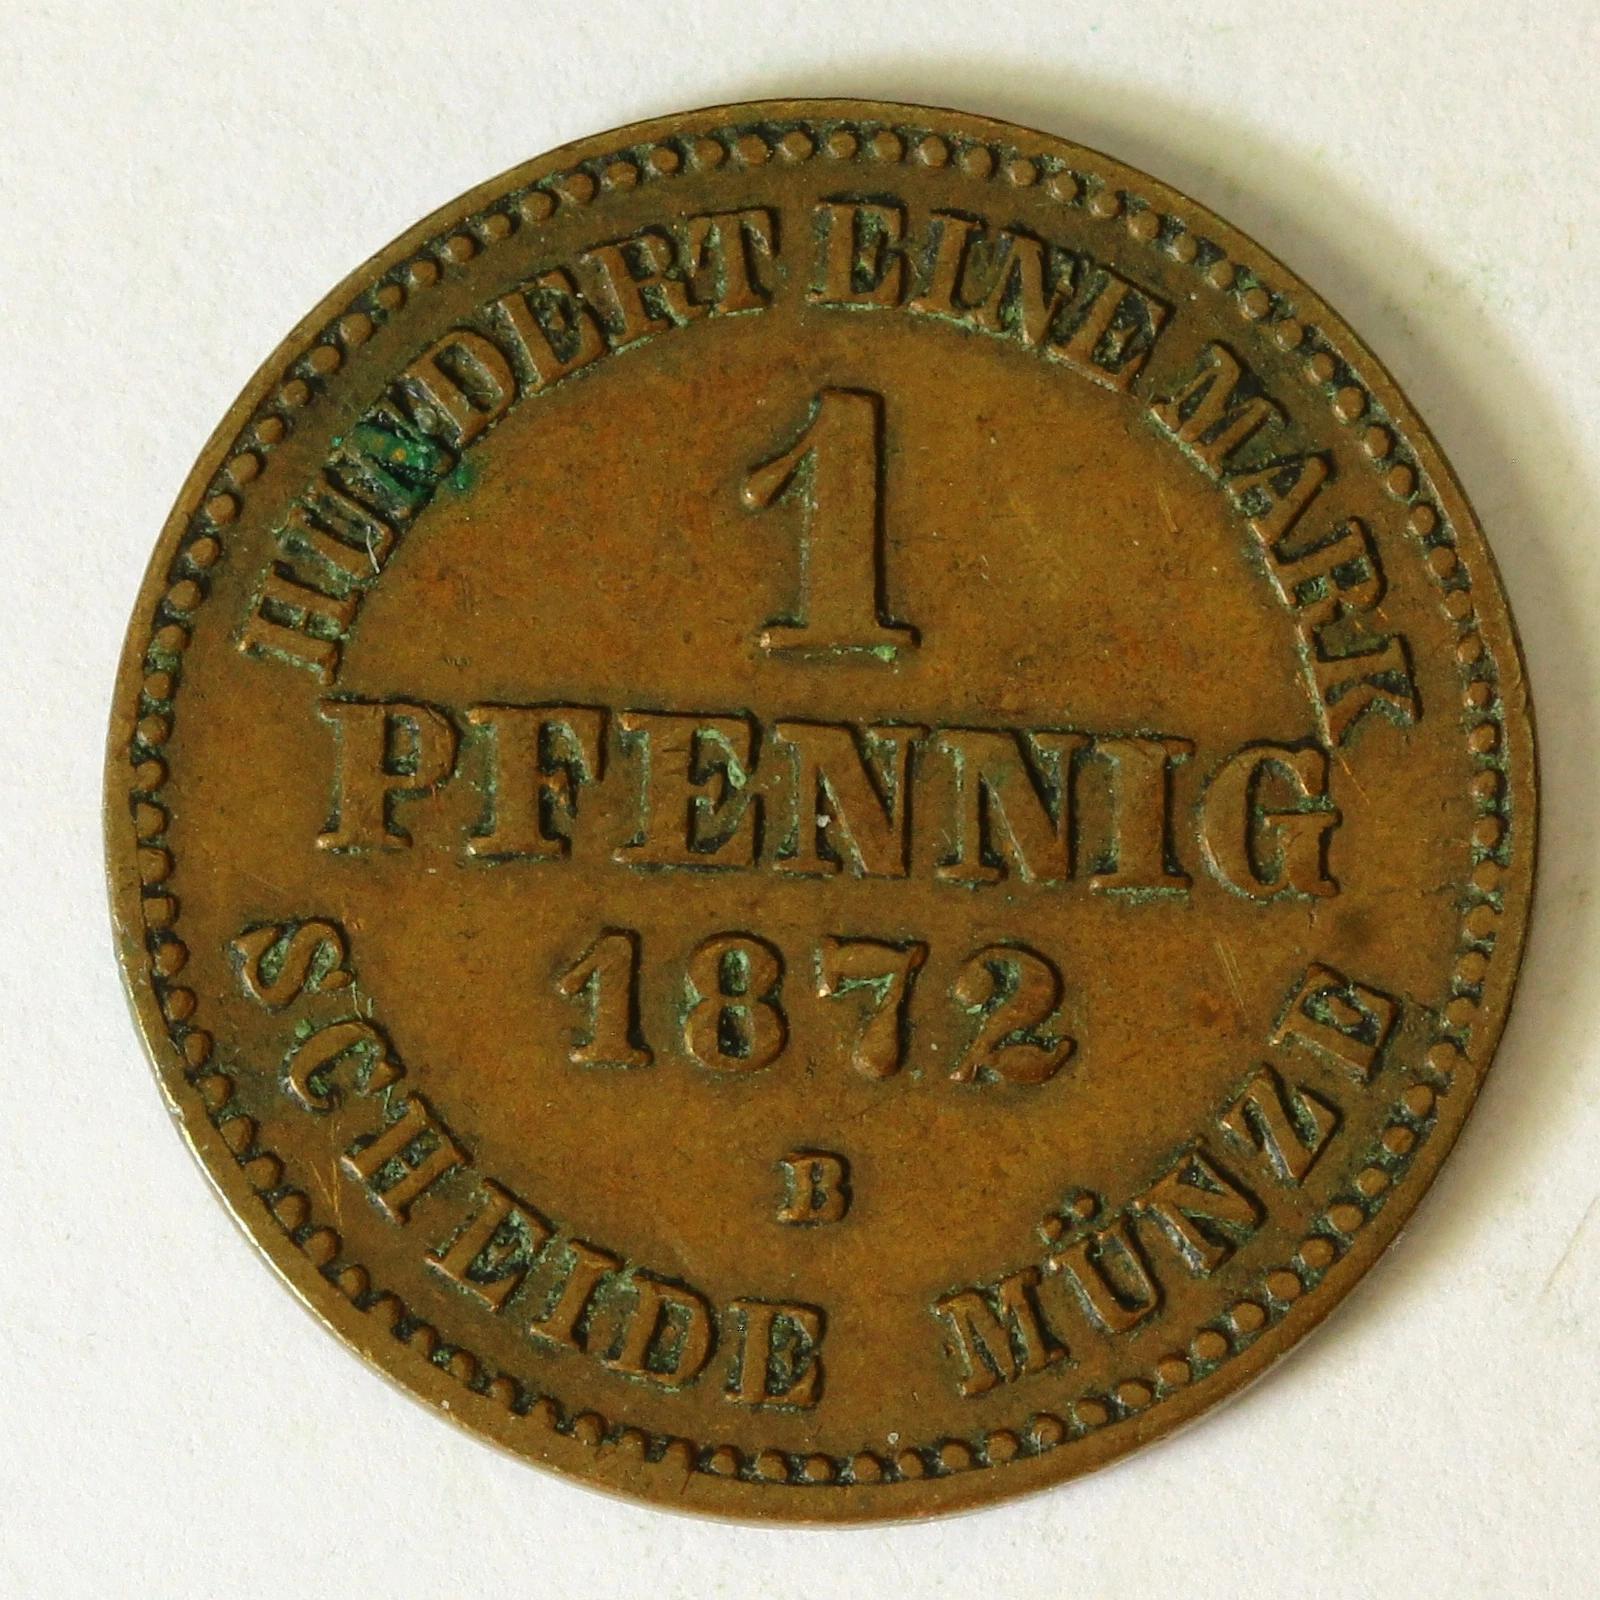 HUNDERT EINE MARK
1
PFENNIG
1872
B
SCHEIDE MÜNZE